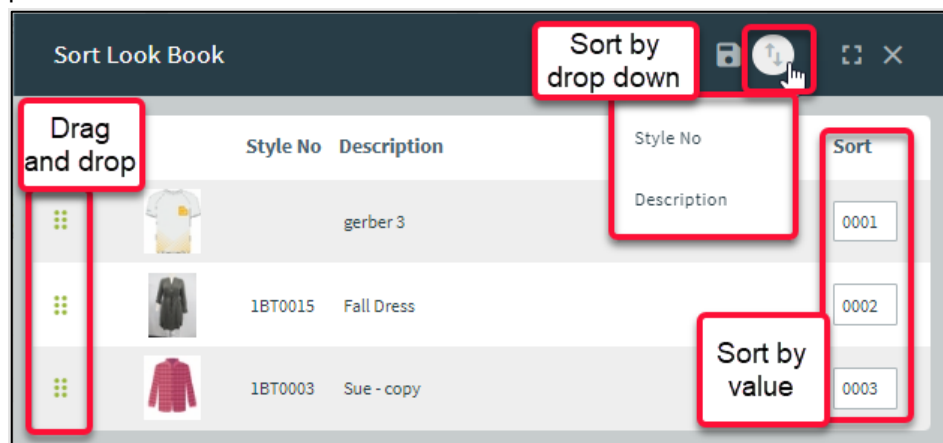 Sort Look Book
Sort by
drop down
Drag
and drop
Style No Description
Style No
Description
Sort
gerber 3
0001
1BT0015 Fall Dress
0002
Sort by
value
1BT0003 Sue - copy
0003